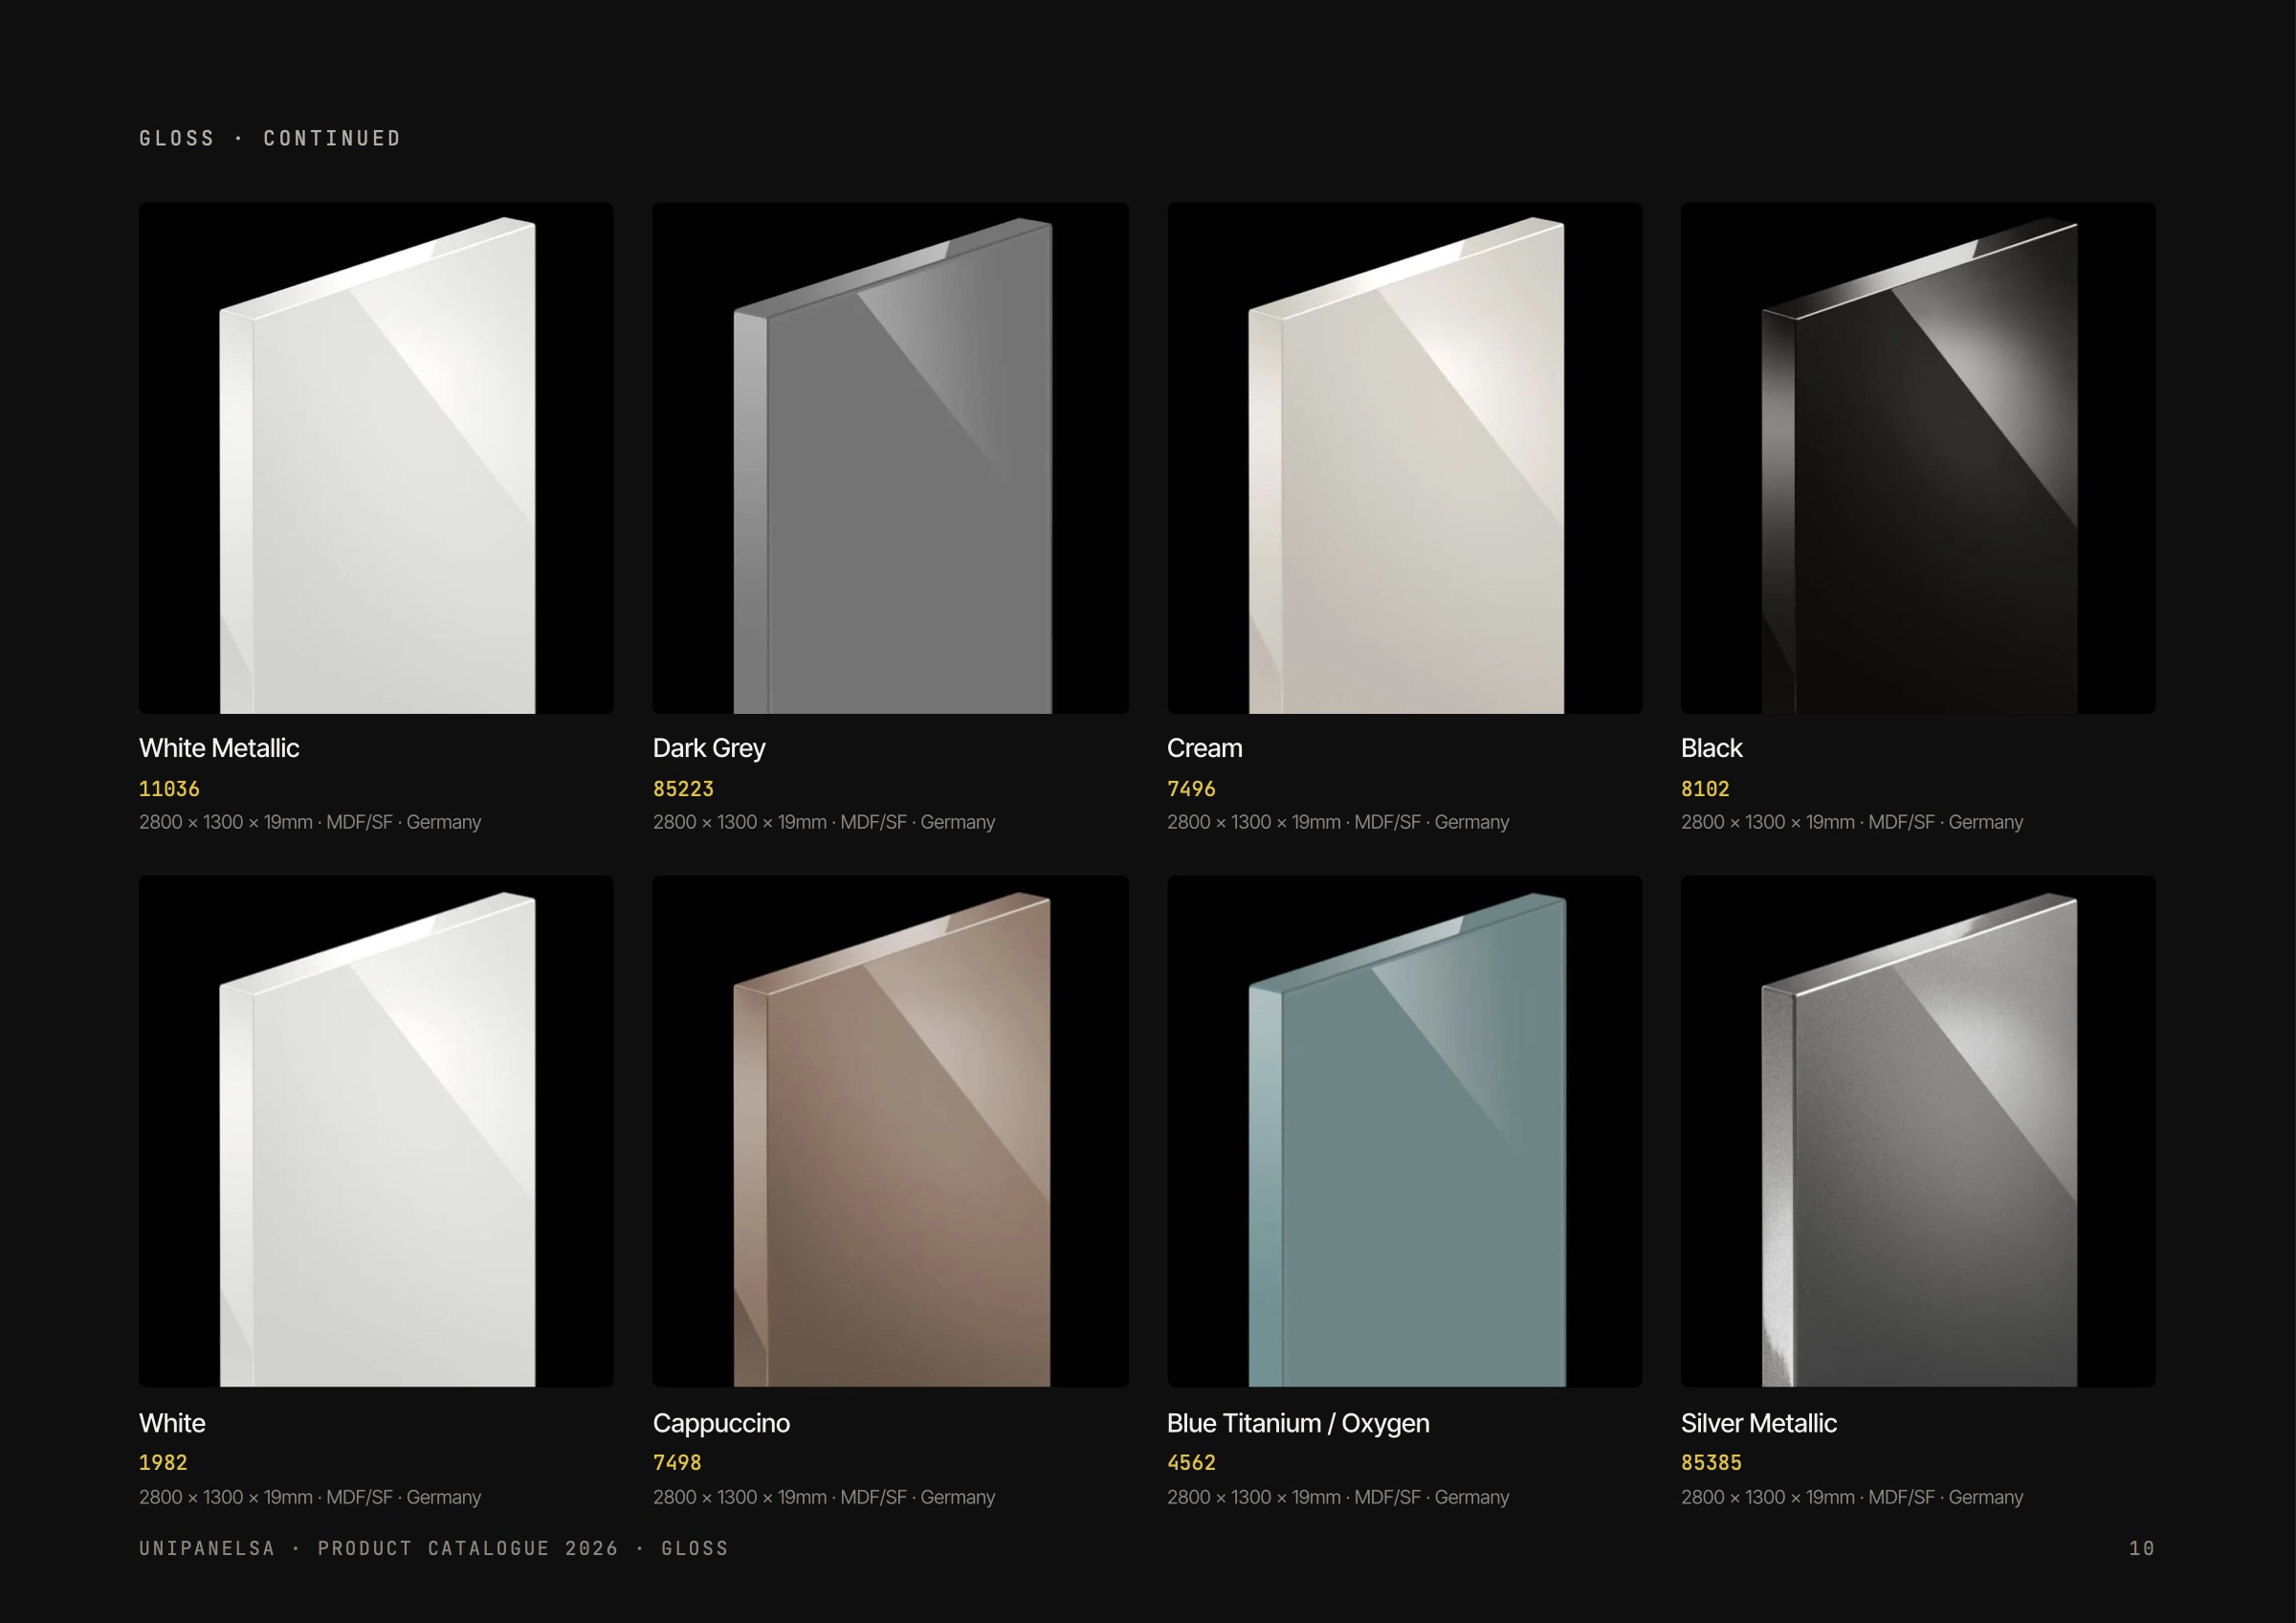 GLOSS · CONTINUED
White Metallic
11036
2800 × 1300 × 19mm · MDF/SF · Germany
Dark Grey
85223
2800 × 1300 × 19mm · MDF/SF · Germany
Cream
7496
2800 × 1300 × 19mm · MDF/SF · Germany
Black
8102
2800 × 1300 × 19mm · MDF/SF · Germany
White
1982
2800 × 1300 × 19mm · MDF/SF · Germany
Cappuccino
7498
2800 × 1300 × 19mm · MDF/SF · Germany
Blue Titanium / Oxygen
4562
2800 × 1300 × 19mm · MDF/SF · Germany
Silver Metallic
85385
2800 × 1300 × 19mm · MDF/SF · Germany
UNIPANELSA · PRODUCT CATALOGUE 2026 · GLOSS
10